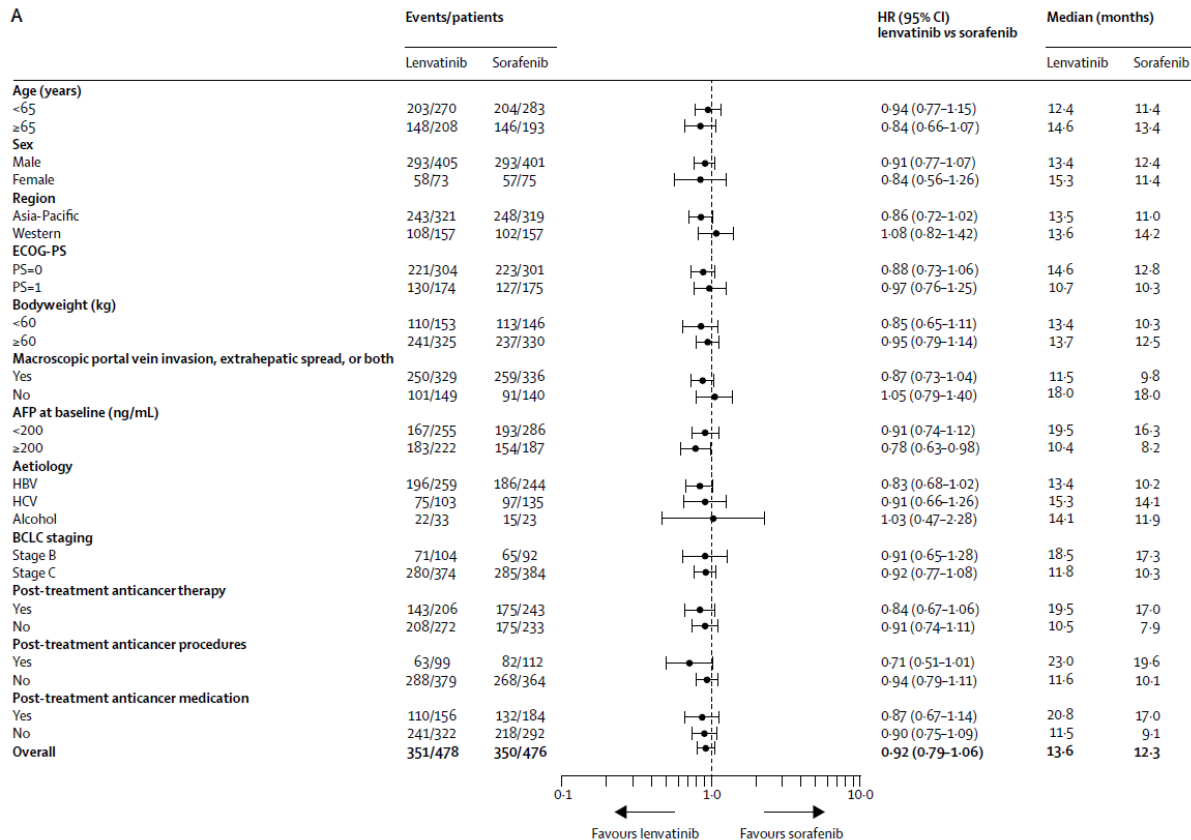 A
Events/patients HR (95% CI) lenvatinib vs sorafenib Median (months)
Lenvatinib Sorafenib Lenvatinib Sorafenib
Age (years)
<65 203/270 204/283 0·94 (0·77–1·15) 12·4 11·4
≥65 148/208 146/193 0·84 (0·66–1·07) 14·6 13·4
Sex
Male 293/405 293/401 0·91 (0·77–1·07) 13·4 12·4
Female 58/73 57/75 0·84 (0·56–1·26) 15·3 11·4
Region
Asia-Pacific 243/321 248/319 0·86 (0·72–1·02) 13·5 11·0
Western 108/157 102/157 1·08 (0·82–1·42) 13·6 14·2
ECOG-PS
PS=0 221/304 223/301 0·88 (0·73–1·06) 14·6 12·8
PS=1 130/174 127/175 0·97 (0·76–1·25) 10·7 10·3
Bodyweight (kg)
<60 110/153 113/146 0·85 (0·65–1·11) 13·4 10·3
≥60 241/325 237/330 0·95 (0·79–1·14) 13·7 12·5
Macroscopic portal vein invasion, extrahepatic spread, or both
Yes 250/329 259/336 0·87 (0·73–1·04) 11·5 9·8
No 101/149 91/140 1·05 (0·79–1·40) 18·0 18·0
AFP at baseline (ng/mL)
<200 167/255 193/286 0·91 (0·74–1·12) 19·5 16·3
≥200 183/222 154/187 0·78 (0·63–0·98) 10·4 8·2
Aetiology
HBV 196/259 186/244 0·83 (0·68–1·02) 13·4 10·2
HCV 75/103 97/135 0·91 (0·66–1·26) 15·3 14·1
Alcohol 22/33 15/23 1·03 (0·47–2·28) 14·1 11·9
BCLC staging
Stage B 71/104 65/92 0·91 (0·65–1·28) 18·5 17·3
Stage C 280/374 285/384 0·92 (0·77–1·08) 11·8 10·3
Post-treatment anticancer therapy
Yes 143/206 175/243 0·84 (0·67–1·06) 19·5 17·0
No 208/272 175/233 0·91 (0·74–1·11) 10·5 7·9
Post-treatment anticancer procedures
Yes 63/99 82/112 0·71 (0·51–1·01) 23·0 19·6
No 288/379 268/364 0·94 (0·79–1·11) 11·6 10·1
Post-treatment anticancer medication
Yes 110/156 132/184 0·87 (0·67–1·14) 20·8 17·0
No 241/322 218/292 0·90 (0·75–1·09) 11·5 9·1
Overall 351/478 350/476 0·92 (0·79–1·06) 13·6 12·3
0·1 1·0 10·0
Favours lenvatinib Favours sorafenib